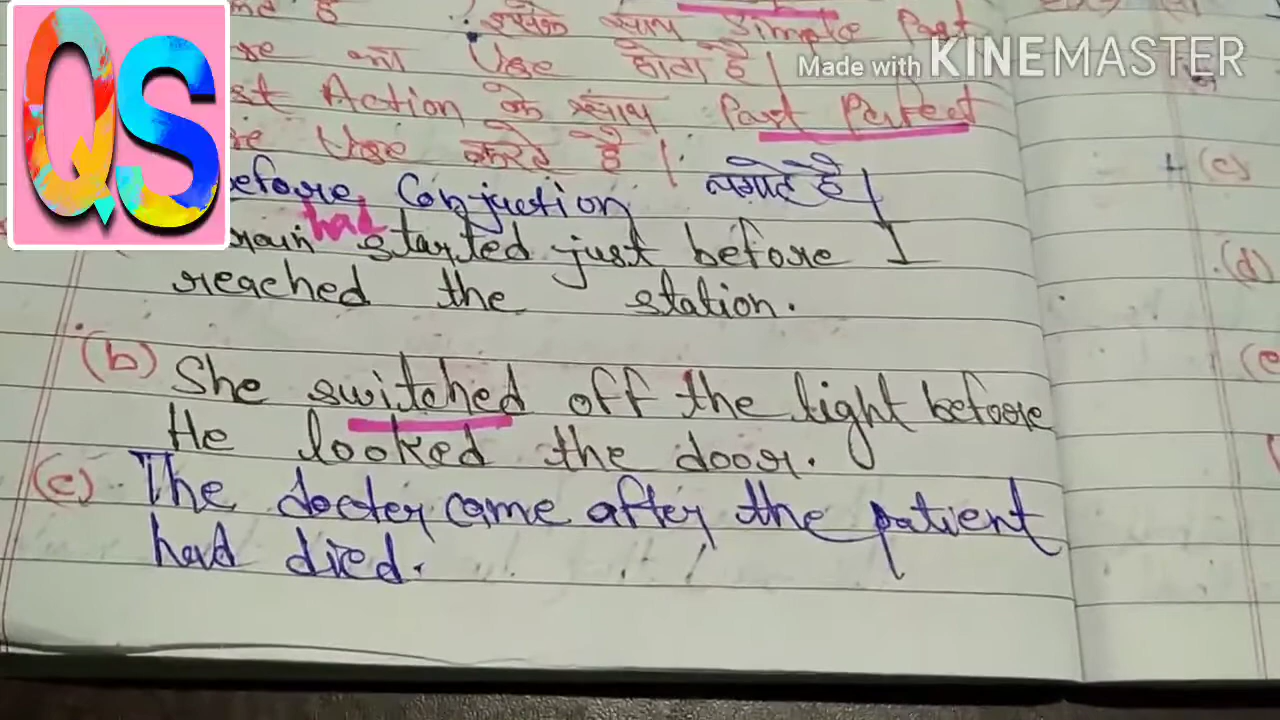 इसके साथ Simple Past
का Use होता है|
Action के साथ Past Perfect
Use करते है|
before Conjuction लगाते है|
had
started just before I
reached the station.
(b) She switched off the light before
He looked the door.
(c) The docter came after the patient
had died.
(c)
(d)
(e
QS
Made with KINEMASTER